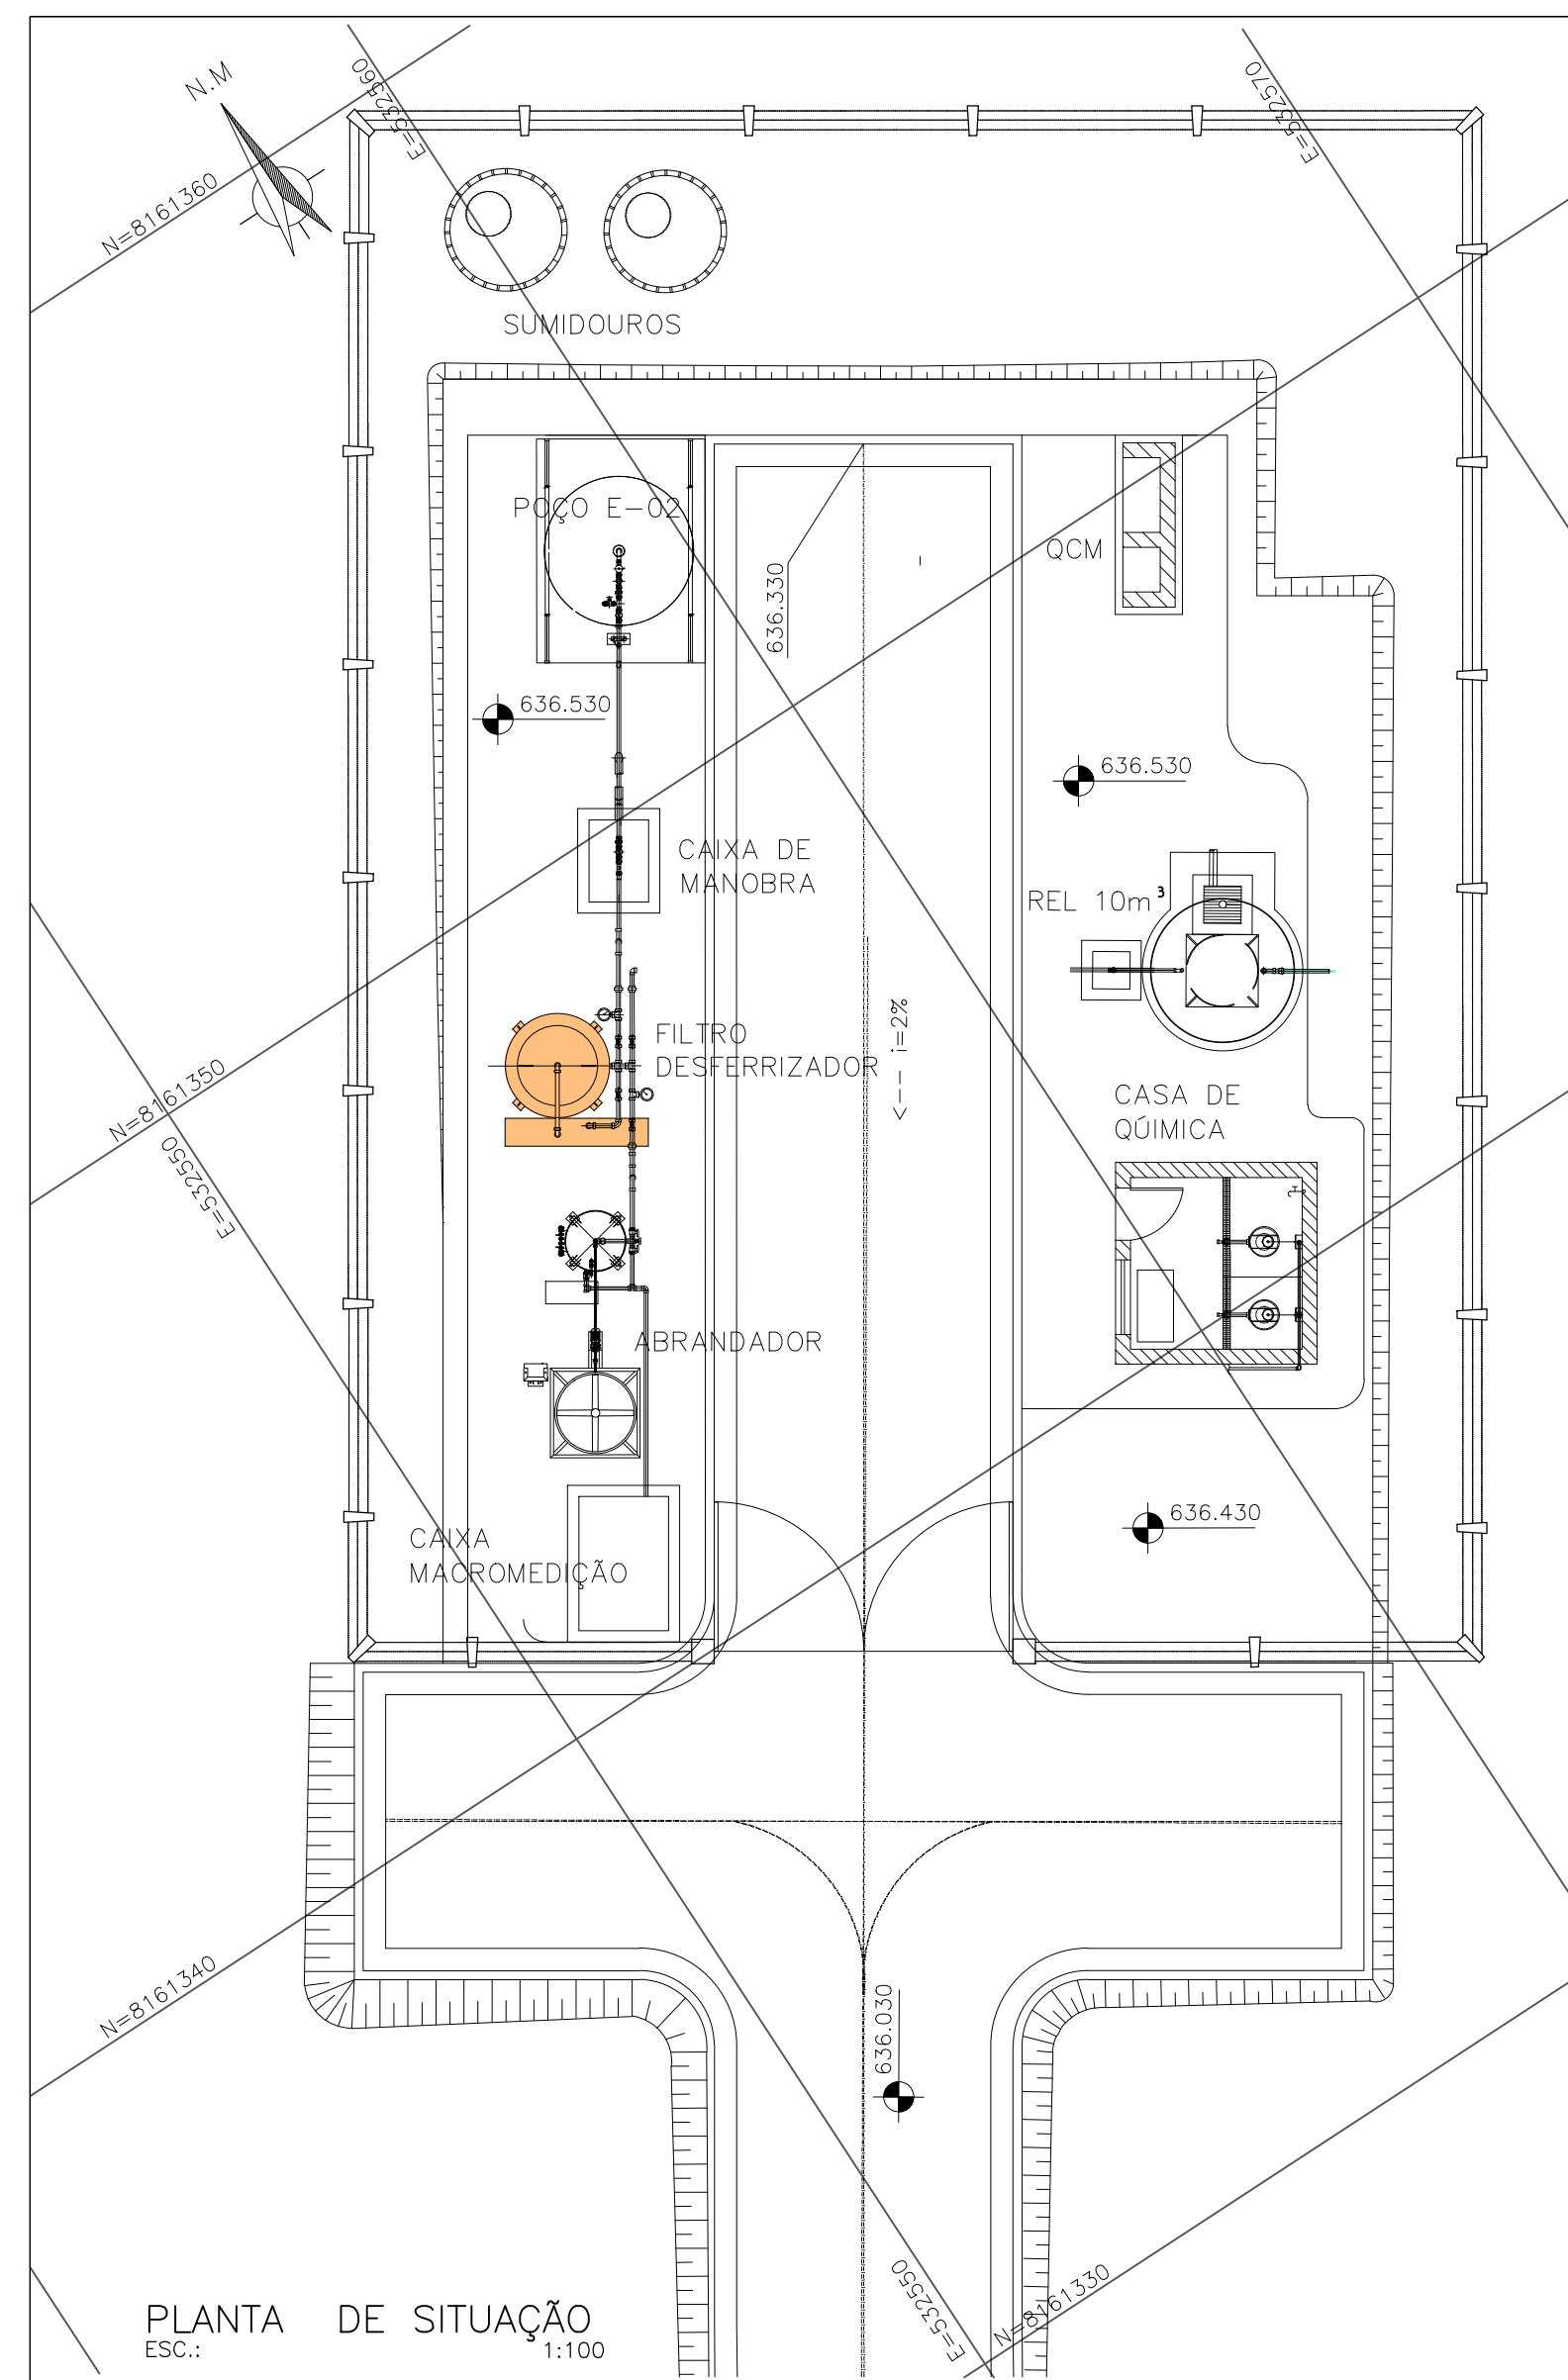 N.M
E=532560
E=532570
N=8161360
SUMIDOUROS
POÇO E-02
QCM
636.330
636.530
636.530
CAIXA DE
MANOBRA
REL 10m³
FILTRO
DESFERRIZADOR
<-- i=2%
N=8161350
E=532550
CASA DE
QÚIMICA
ABRANDADOR
636.430
CAIXA
MACROMEDIÇÃO
N=8161340
636.030
E=532550
N=8161330
PLANTA DE SITUAÇÃO
ESC.: 1:100